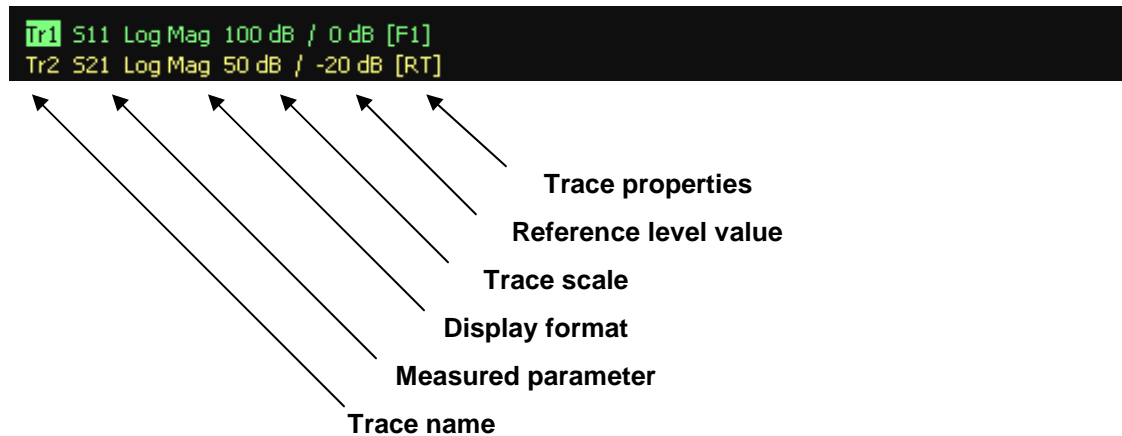 Tr1 S11 Log Mag 100 dB / 0 dB [F1]
Tr2 S21 Log Mag 50 dB / -20 dB [RT]
Trace properties
Reference level value
Trace scale
Display format
Measured parameter
Trace name